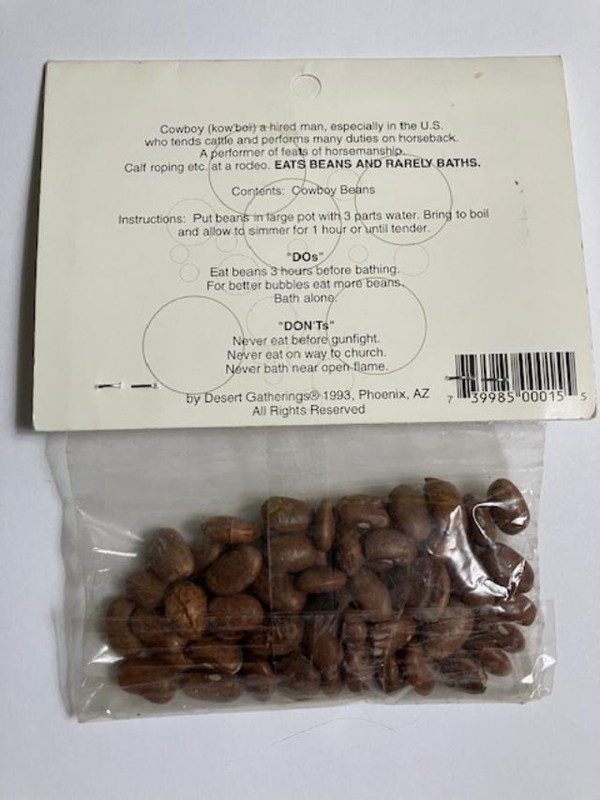 Cowboy (kow'boi) a hired man, especially in the U.S.
who tends cattle and performs many duties on horseback.
A performer of feats of horsemanship.
Calf roping etc. at a rodeo. EATS BEANS AND RARELY BATHS.
Contents: Cowboy Beans
Instructions: Put beans in large pot with 3 parts water. Bring to boil
and allow to simmer for 1 hour or until tender.
"DOs"
Eat beans 3 hours before bathing.
For better bubbles eat more beans.
Bath alone.
"DON'Ts"
Never eat before gunfight.
Never eat on way to church.
Never bath near open flame.
by Desert Gatherings® 1993, Phoenix, AZ
All Rights Reserved
7 39985 00015 5